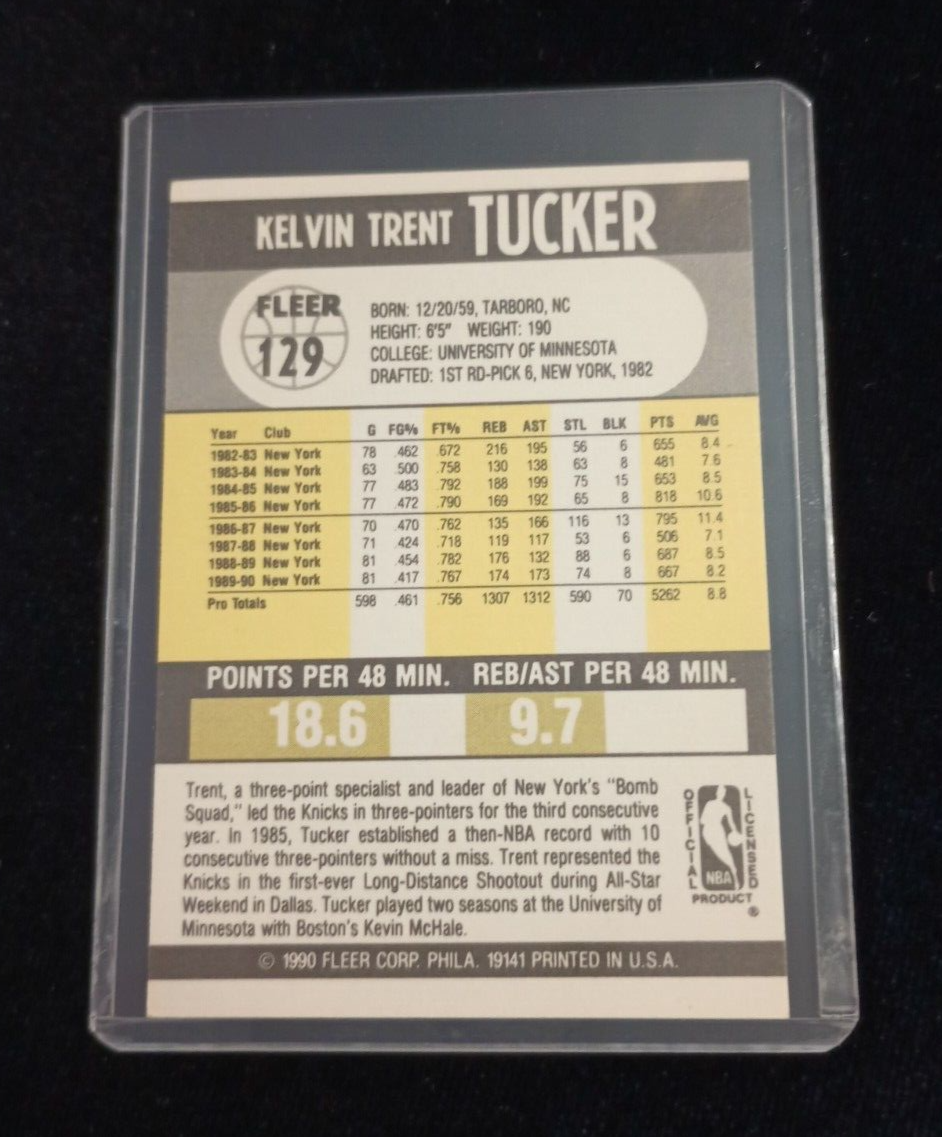 KELVIN TRENT TUCKER
FLEER
129
BORN: 12/20/59, TARBORO, NC
HEIGHT: 6'5" WEIGHT: 190
COLLEGE: UNIVERSITY OF MINNESOTA
DRAFTED: 1ST RD-PICK 6, NEW YORK, 1982
Year Club G FG% FT% REB AST STL BLK PTS AVG
1982-83 New York 78 .462 .672 216 195 56 6 655 8.4
1983-84 New York 63 .500 .758 130 138 63 8 481 7.6
1984-85 New York 77 .483 .792 188 199 75 15 653 8.5
1985-86 New York 77 .472 .790 169 192 65 8 818 10.6
1986-87 New York 70 .470 .762 135 166 116 13 795 11.4
1987-88 New York 71 .424 .718 119 117 53 6 506 7.1
1988-89 New York 81 .454 .782 176 132 88 6 687 8.5
1989-90 New York 81 .417 .767 174 173 74 8 667 8.2
Pro Totals 598 .461 .756 1307 1312 590 70 5262 8.8
POINTS PER 48 MIN. REB/AST PER 48 MIN.
18.6 9.7
Trent, a three-point specialist and leader of New York's "Bomb
Squad," led the Knicks in three-pointers for the third consecutive
year. In 1985, Tucker established a then-NBA record with 10
consecutive three-pointers without a miss. Trent represented the
Knicks in the first-ever Long-Distance Shootout during All-Star
Weekend in Dallas. Tucker played two seasons at the University of
Minnesota with Boston's Kevin McHale.
OFFICIAL
LICENSED
NBA
PRODUCT
®
© 1990 FLEER CORP. PHILA. 19141 PRINTED IN U.S.A.